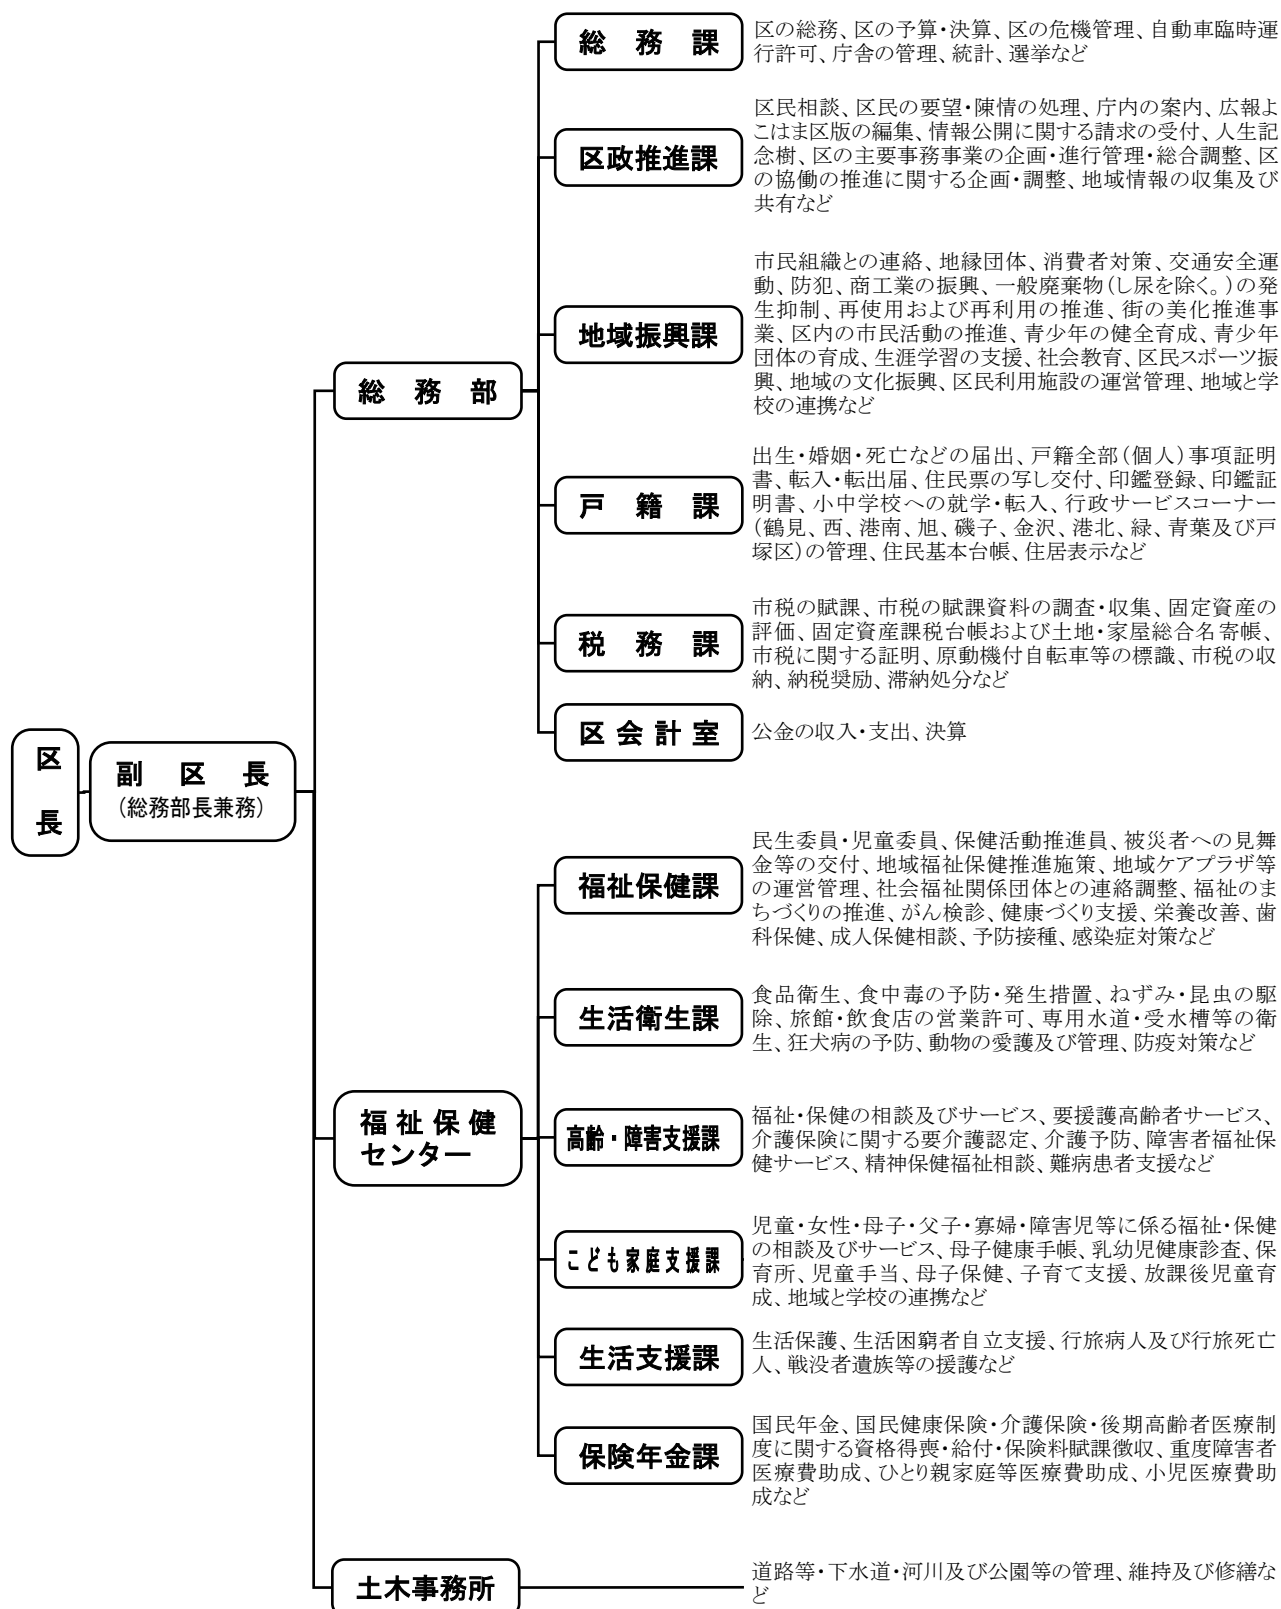 区
長
副区長
(総務部長兼務)
総務部
総務課
区の総務、区の予算・決算、区の危機管理、自動車臨時運
行許可、庁舎の管理、統計、選挙など
区政推進課
区民相談、区民の要望・陳情の処理、庁内の案内、広報よ
こはま区版の編集、情報公開に関する請求の受付、人生記
念樹、区の主要事務事業の企画・進行管理・総合調整、区
の協働の推進に関する企画・調整、地域情報の収集及び
共有など
地域振興課
市民組織との連絡、地縁団体、消費者対策、交通安全運
動、防犯、商工業の振興、一般廃棄物(し尿を除く。)の発
生抑制、再使用および再利用の推進、街の美化推進事
業、区内の市民活動の推進、青少年の健全育成、青少年
団体の育成、生涯学習の支援、社会教育、区民スポーツ振
興、地域の文化振興、区民利用施設の運営管理、地域と学
校の連携など
戸籍課
出生・婚姻・死亡などの届出、戸籍全部(個人)事項証明
書、転入・転出届、住民票の写し交付、印鑑登録、印鑑証
明書、小中学校への就学・転入、行政サービスコーナー
(鶴見、西、港南、旭、磯子、金沢、港北、緑、青葉及び戸
塚区)の管理、住民基本台帳、住居表示など
税務課
市税の賦課、市税の賦課資料の調査・収集、固定資産の
評価、固定資産課税台帳および土地・家屋総合名寄帳、
市税に関する証明、原動機付自転車等の標識、市税の収
納、納税奨励、滞納処分など
区会計室
公金の収入・支出、決算
福祉保健
センター
福祉保健課
民生委員・児童委員、保健活動推進員、被災者への見舞
金等の交付、地域福祉保健推進施策、地域ケアプラザ等
の運営管理、社会福祉関係団体との連絡調整、福祉のま
ちづくりの推進、がん検診、健康づくり支援、栄養改善、歯
科保健、成人保健相談、予防接種、感染症対策など
生活衛生課
食品衛生、食中毒の予防・発生措置、ねずみ・昆虫の駆
除、旅館・飲食店の営業許可、専用水道・受水槽等の衛
生、狂犬病の予防、動物の愛護及び管理、防疫対策など
高齢・障害支援課
福祉・保健の相談及びサービス、要援護高齢者サービス、
介護保険に関する要介護認定、介護予防、障害者福祉保
健サービス、精神保健福祉相談、難病患者支援など
こども家庭支援課
児童・女性・母子・父子・寡婦・障害児等に係る福祉・保健
の相談及びサービス、母子健康手帳、乳幼児健康診査、保
育所、児童手当、母子保健、子育て支援、放課後児童育
成、地域と学校の連携など
生活支援課
生活保護、生活困窮者自立支援、行旅病人及び行旅死亡
人、戦没者遺族等の援護など
保険年金課
国民年金、国民健康保険・介護保険・後期高齢者医療制
度に関する資格得喪・給付・保険料賦課徴収、重度障害者
医療費助成、ひとり親家庭等医療費助成、小児医療費助
成など
土木事務所
道路等・下水道・河川及び公園等の管理、維持及び修繕な
ど